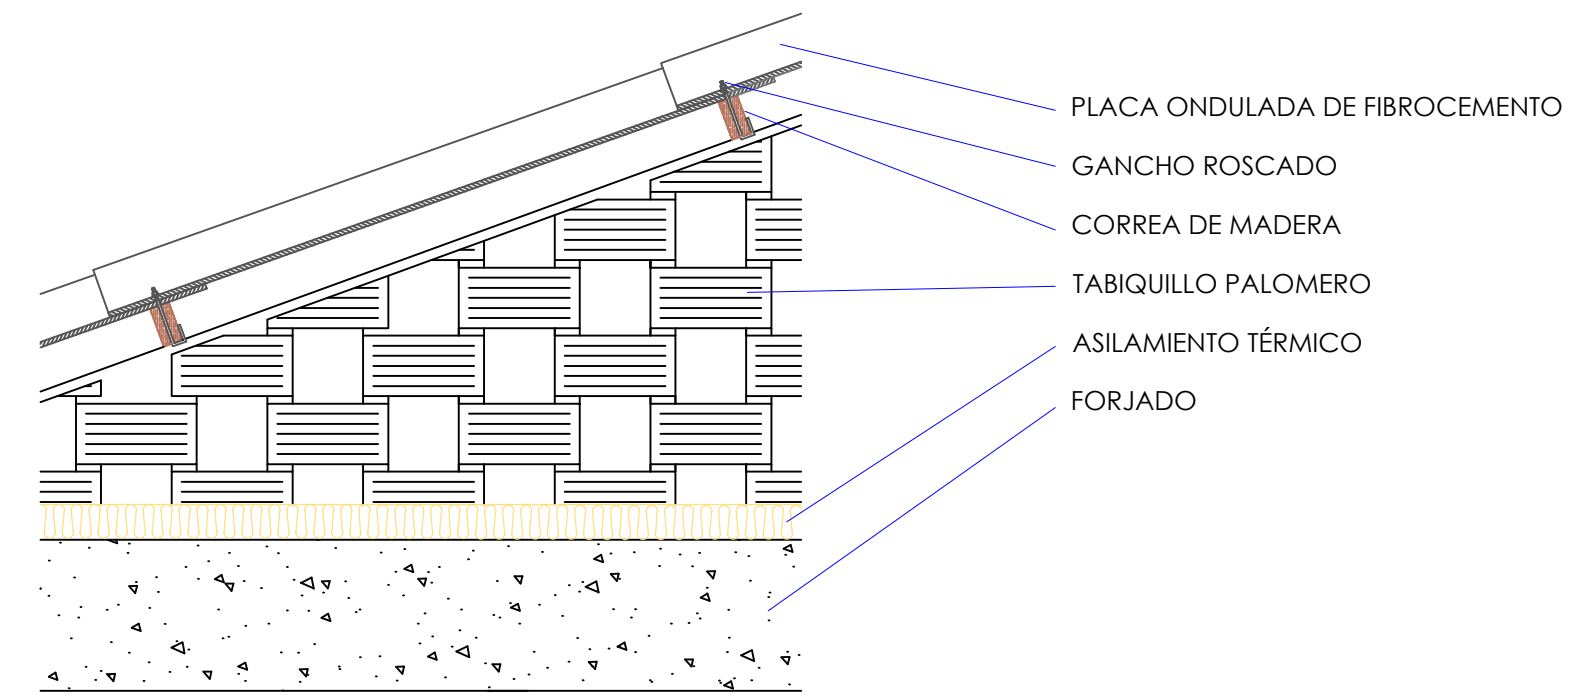 PLACA ONDULADA DE FIBROCEMENTO
GANCHO ROSCADO
CORREA DE MADERA
TABIQUILLO PALOMERO
ASILAMIENTO TÉRMICO
FORJADO